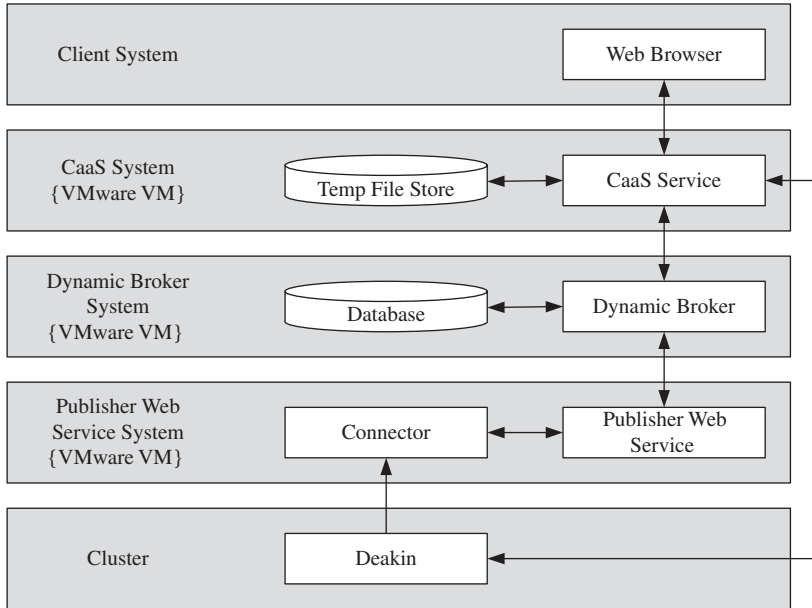 Client System
Web Browser
CaaS System
{VMware VM}
Temp File Store
CaaS Service
Dynamic Broker
System
{VMware VM}
Database
Dynamic Broker
Publisher Web
Service System
{VMware VM}
Connector
Publisher Web
Service
Cluster
Deakin